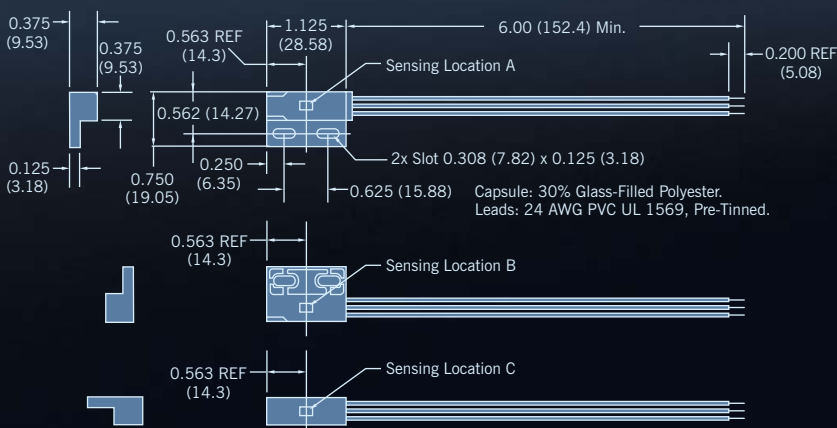 0.375
(9.53)
0.375
(9.53)
0.563 REF
(14.3)
1.125
(28.58)
6.00 (152.4) Min.
0.200 REF
(5.08)
Sensing Location A
0.562 (14.27)
2x Slot 0.308 (7.82) x 0.125 (3.18)
0.125
(3.18)
0.750
(19.05)
0.250
(6.35)
0.625 (15.88)
Capsule: 30% Glass-Filled Polyester.
Leads: 24 AWG PVC UL 1569, Pre-Tinned.
0.563 REF
(14.3)
Sensing Location B
0.563 REF
(14.3)
Sensing Location C